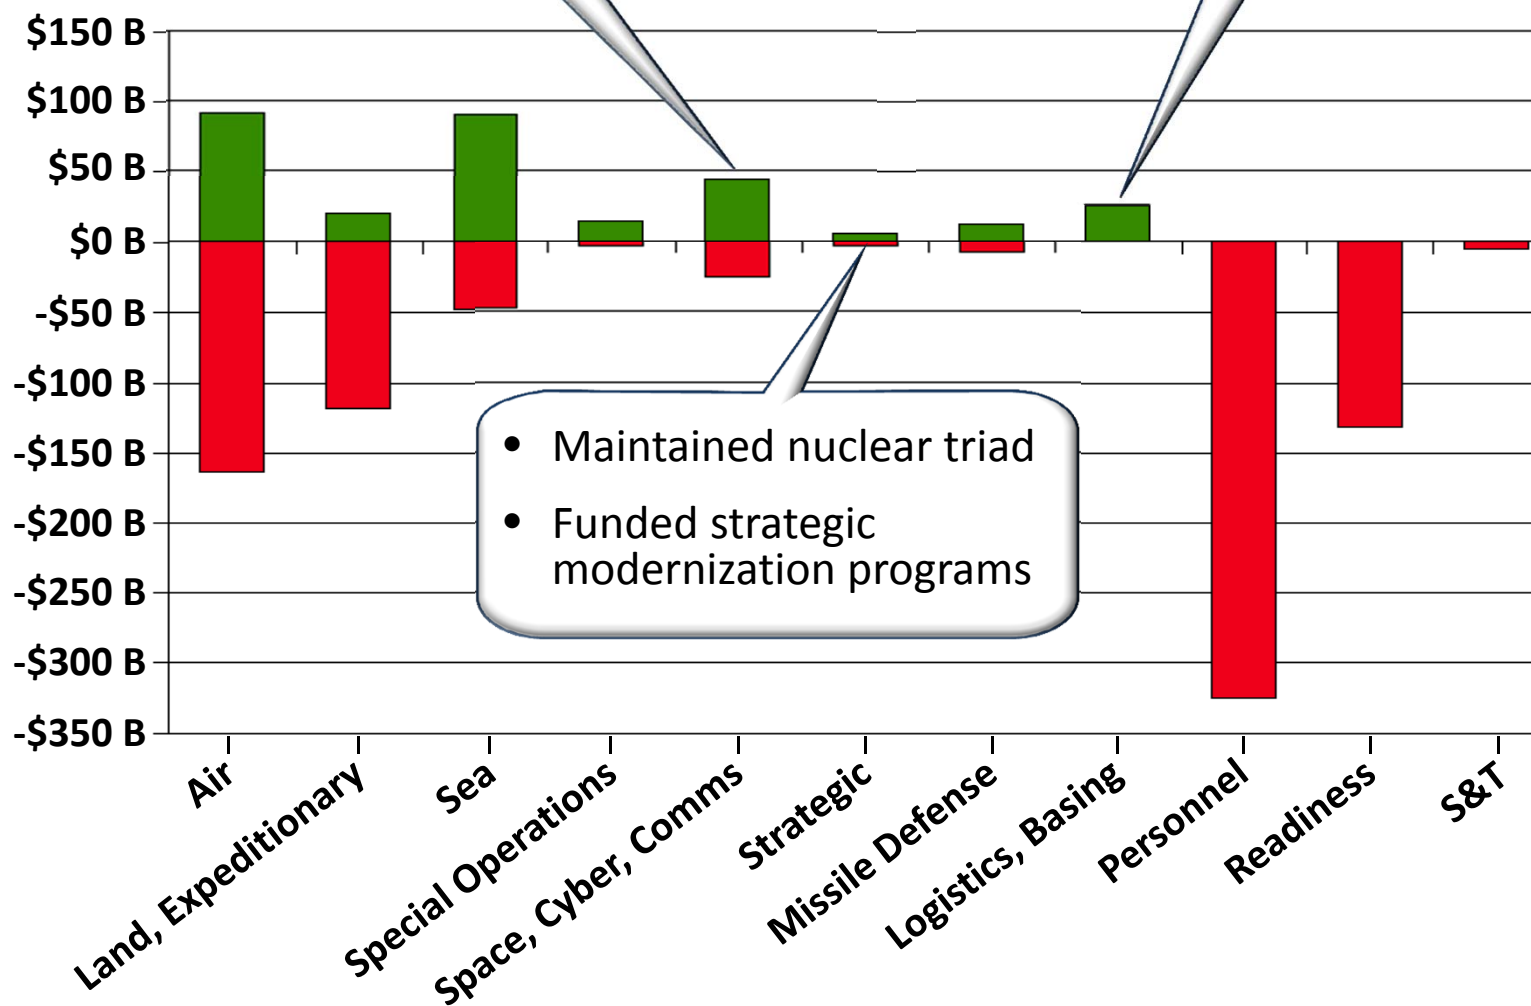 $150 B
$100 B
$50 B
$0 B
-$50 B
-$100 B
-$150 B
-$200 B
-$250 B
-$300 B
-$350 B
• Maintained nuclear triad
• Funded strategic
modernization programs
Air
Land, Expeditionary
Sea
Special Operations
Space, Cyber, Comms
Strategic
Missile Defense
Logistics, Basing
Personnel
Readiness
S&T